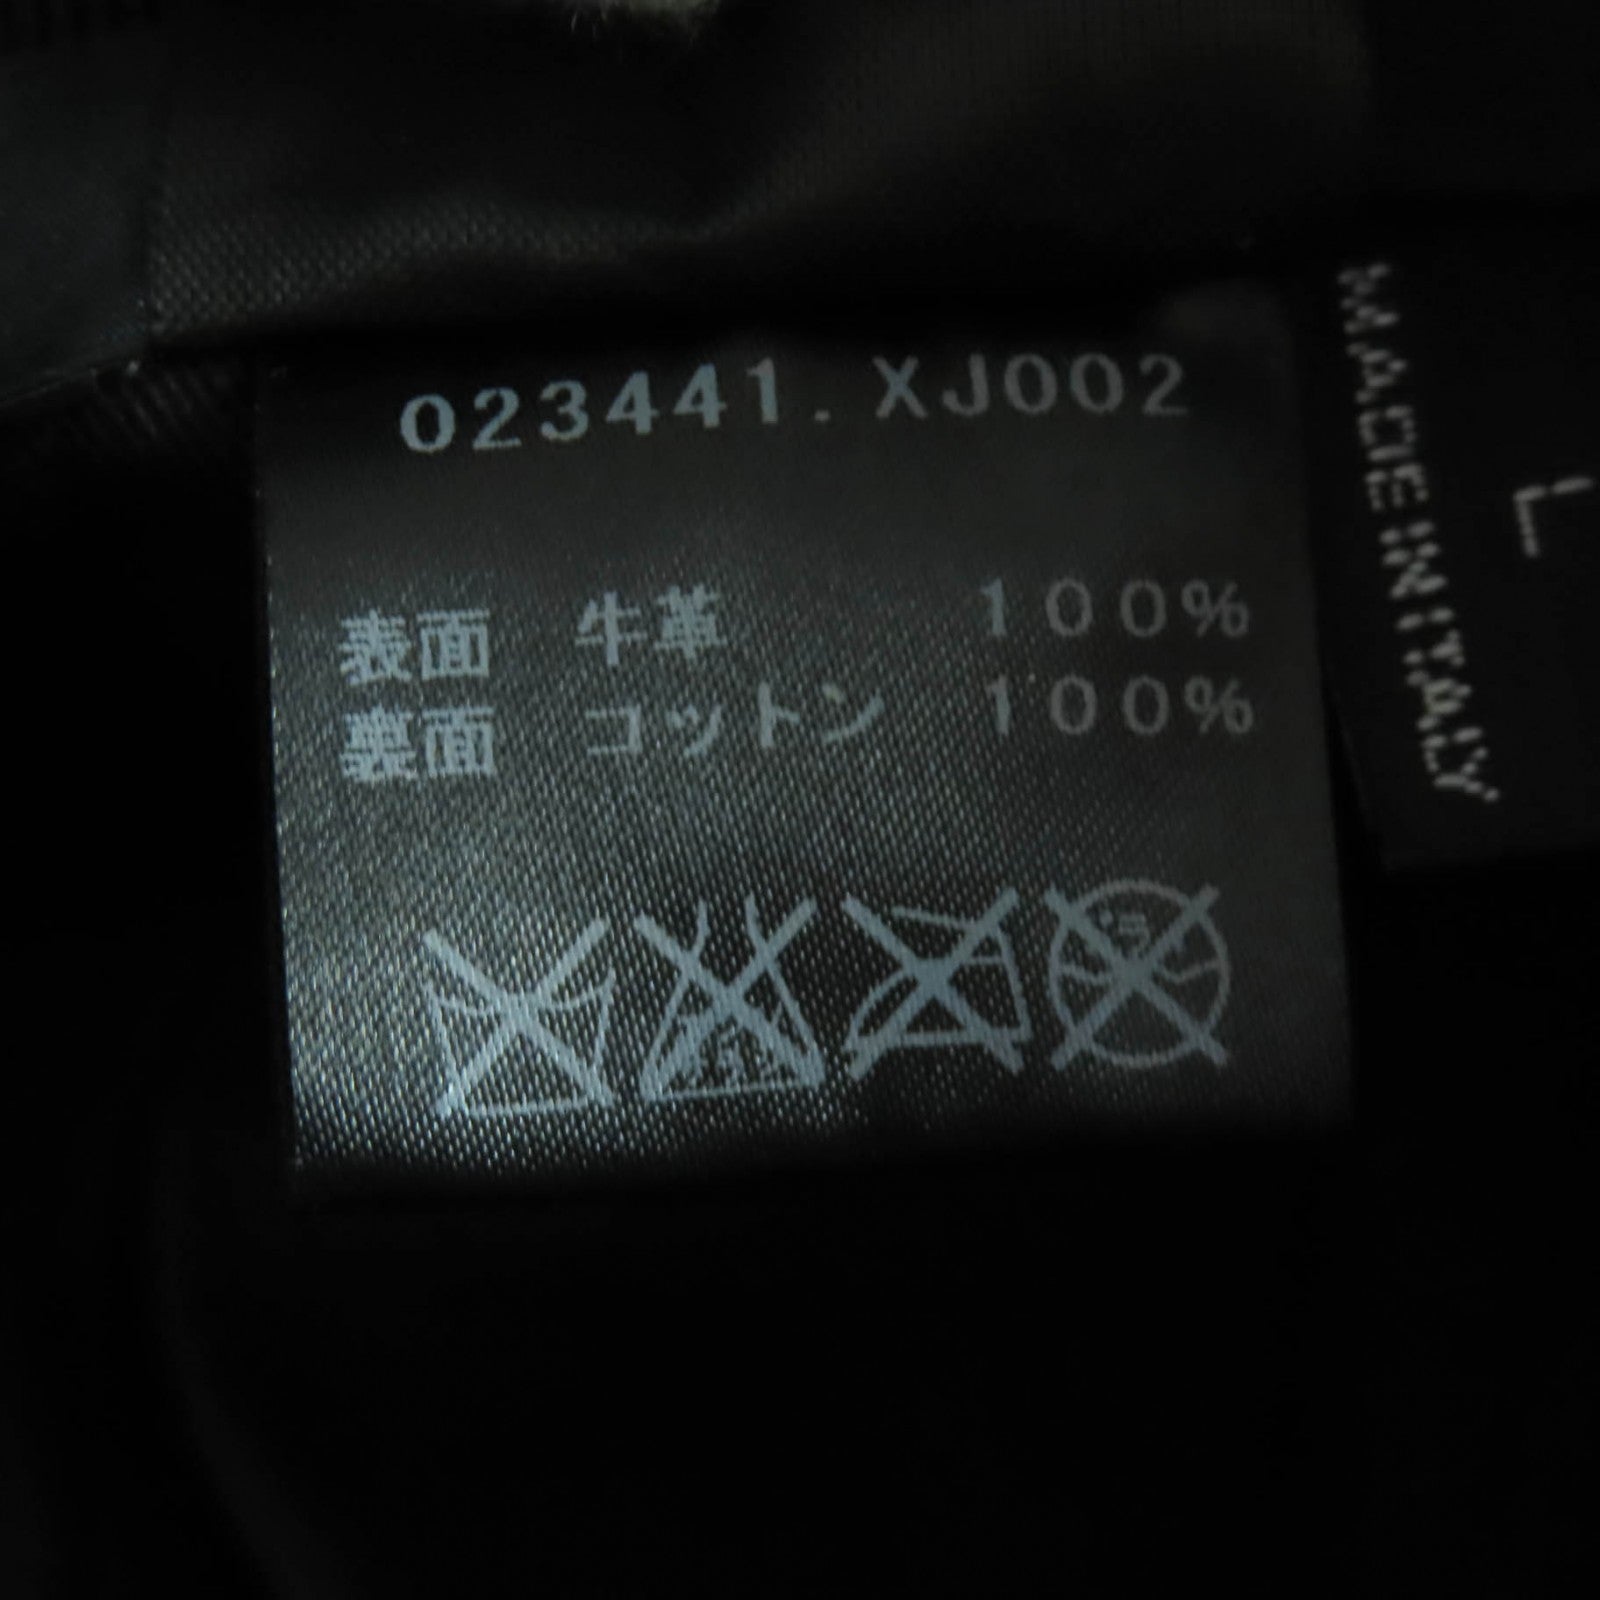 023441.XJ002
表面 牛革 100%
裏面 コットン 100%
MADE IN ITALY
L